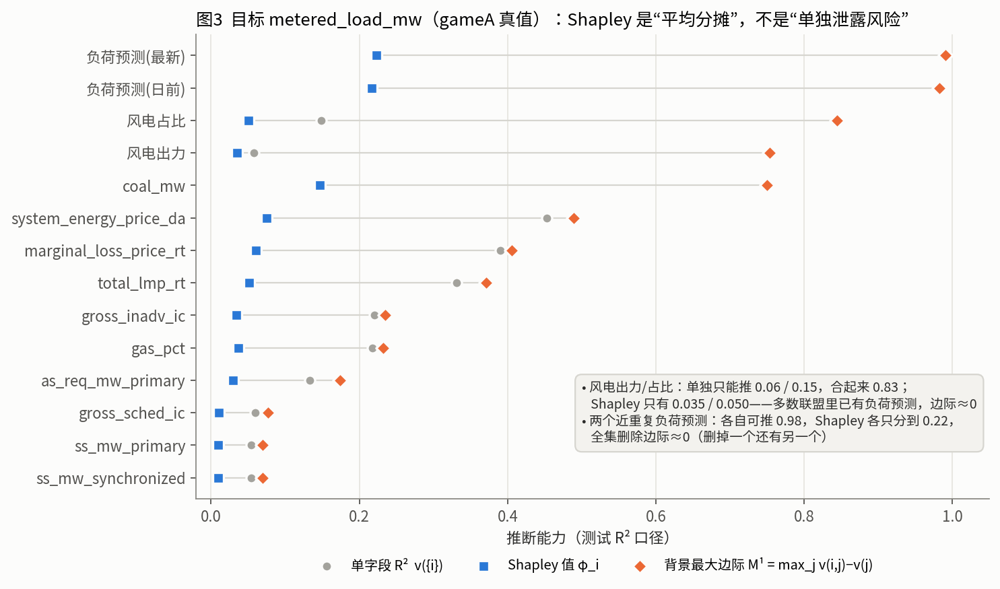 图3 目标 metered_load_mw（gameA 真值）：Shapley 是“平均分摊”，不是“单独泄露风险”
负荷预测(最新)
负荷预测(日前)
风电占比
风电出力
coal_mw
system_energy_price_da
marginal_loss_price_rt
total_lmp_rt
gross_inadv_ic
gas_pct
as_req_mw_primary
gross_sched_ic
ss_mw_primary
ss_mw_synchronized
• 风电出力/占比：单独只能推 0.06 / 0.15，合起来 0.83；
Shapley 只有 0.035 / 0.050——多数联盟里已有负荷预测，边际≈0
• 两个近重复负荷预测：各自可推 0.98，Shapley 各只分到 0.22，
全集删除边际≈0（删掉一个还有另一个）
0.0 0.2 0.4 0.6 0.8 1.0
推断能力（测试 R² 口径）
单字段 R² v({i}) Shapley 值 φ_i 背景最大边际 M¹ = max_j v(i,j)−v(j)